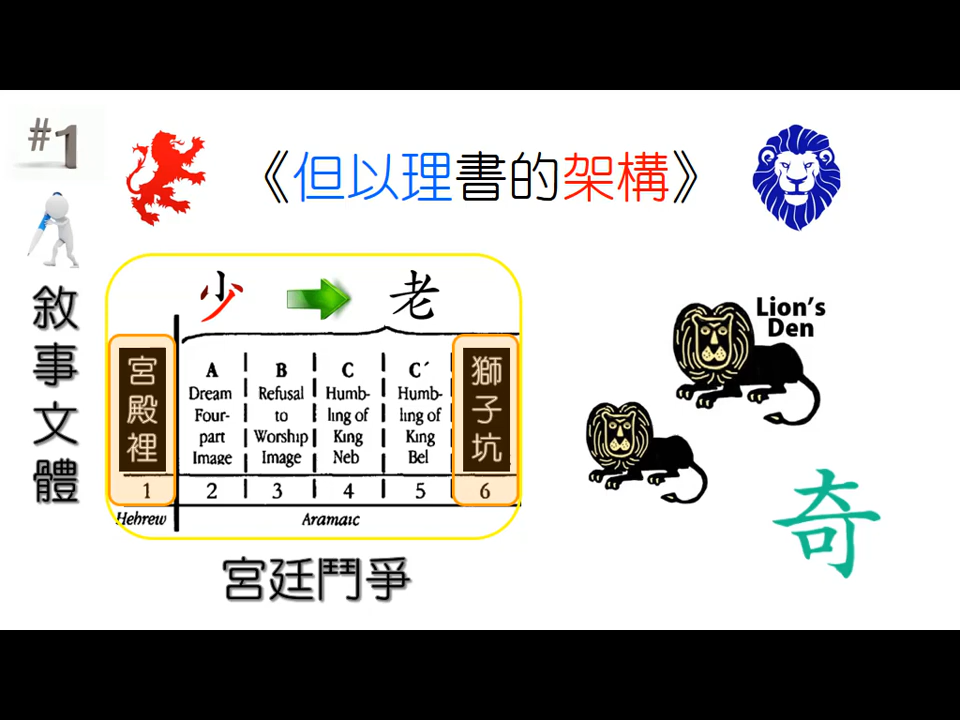 #1
《但以理書的架構》
敘事文體
少 老
宮殿裡
1
A
Dream
Four-
part
Image
2
B
Refusal
to
Worship
Image
3
C
Humb-
ling of
King
Neb
4
C´
Humb-
ling of
King
Bel
5
獅子坑
6
Hebrew
Aramaic
宮廷鬥爭
Lion's
Den
奇